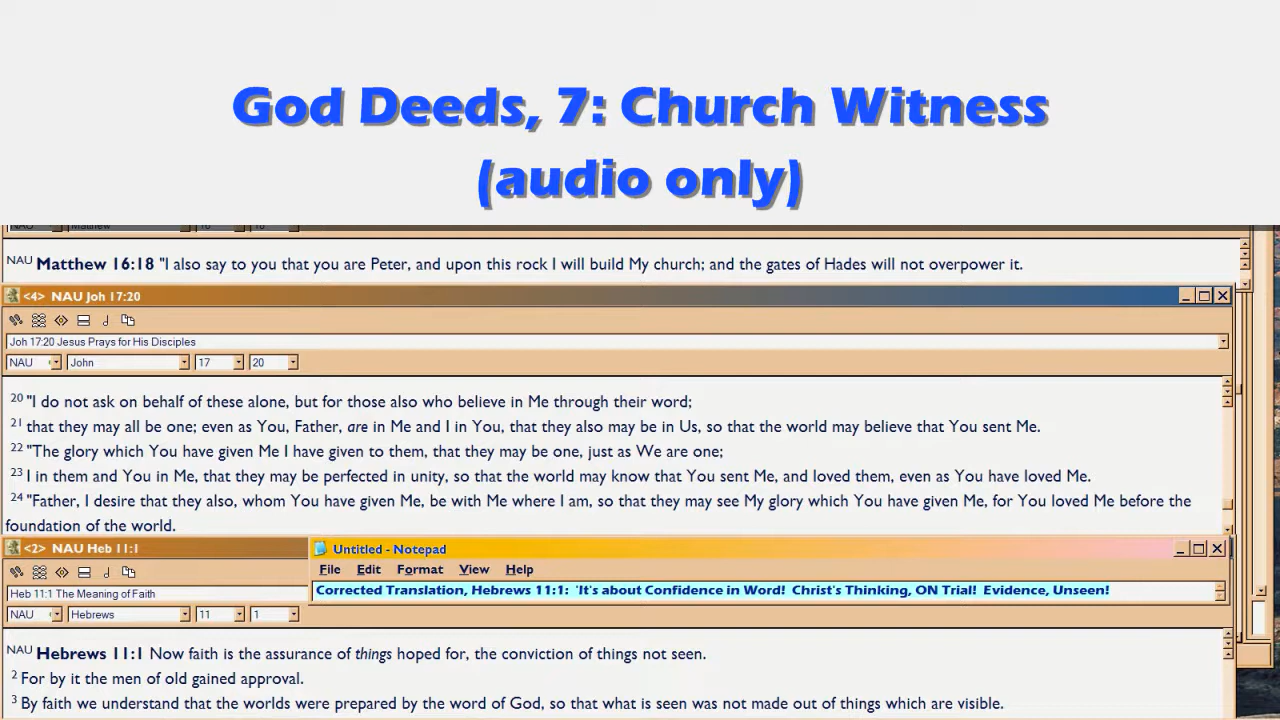 God Deeds, 7: Church Witness
(audio only)
NAU Matthew 16 18
NAU Matthew 16:18 "I also say to you that you are Peter, and upon this rock I will build My church; and the gates of Hades will not overpower it.
<4> NAU Joh 17:20
Joh 17:20 Jesus Prays for His Disciples
NAU John 17 20
20 "I do not ask on behalf of these alone, but for those also who believe in Me through their word;
21 that they may all be one; even as You, Father, are in Me and I in You, that they also may be in Us, so that the world may believe that You sent Me.
22 "The glory which You have given Me I have given to them, that they may be one, just as We are one;
23 I in them and You in Me, that they may be perfected in unity, so that the world may know that You sent Me, and loved them, even as You have loved Me.
24 "Father, I desire that they also, whom You have given Me, be with Me where I am, so that they may see My glory which You have given Me, for You loved Me before the
foundation of the world.
<2> NAU Heb 11:1
Untitled - Notepad
File Edit Format View Help
Heb 11:1 The Meaning of Faith
Corrected Translation, Hebrews 11:1: 'It's about Confidence in Word! Christ's Thinking, ON Trial! Evidence, Unseen!
NAU Hebrews 11 1
NAU Hebrews 11:1 Now faith is the assurance of things hoped for, the conviction of things not seen.
2 For by it the men of old gained approval.
3 By faith we understand that the worlds were prepared by the word of God, so that what is seen was not made out of things which are visible.